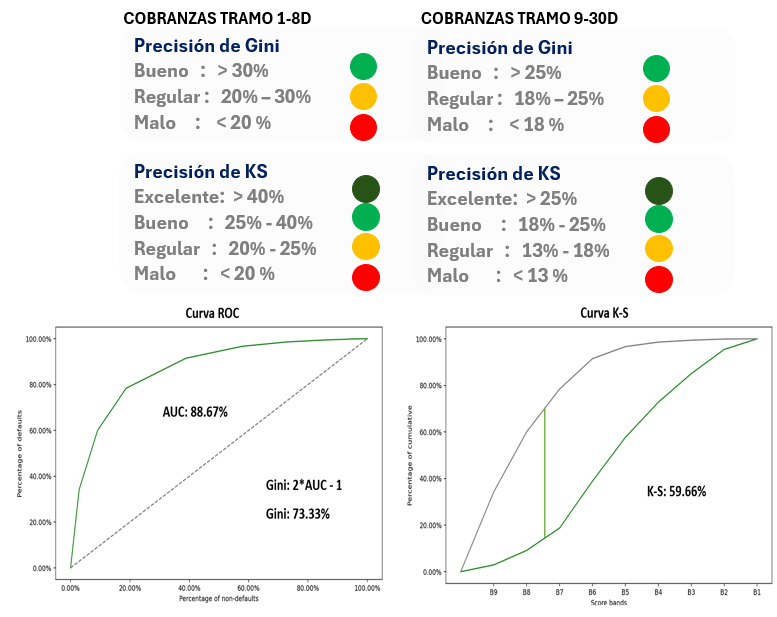 COBRANZAS TRAMO 1-8D
Precisión de Gini
Bueno : > 30%
Regular : 20% – 30%
Malo : < 20 %
Precisión de KS
Excelente: > 40%
Bueno : 25% - 40%
Regular : 20% - 25%
Malo : < 20 %
COBRANZAS TRAMO 9-30D
Precisión de Gini
Bueno : > 25%
Regular : 18% – 25%
Malo : < 18 %
Precisión de KS
Excelente: > 25%
Bueno : 18% - 25%
Regular : 13% - 18%
Malo : < 13 %
Curva ROC
Percentage of defaults
100.00%
80.00%
60.00%
40.00%
20.00%
0.00%
AUC: 88.67%
Gini: 2*AUC - 1
Gini: 73.33%
0.00% 20.00% 40.00% 60.00% 80.00% 100.00%
Percentage of non-defaults
Curva K-S
Percentage of cumulative
100.00%
80.00%
60.00%
40.00%
20.00%
0.00%
K-S: 59.66%
B9 B8 B7 B6 B5 B4 B3 B2 B1
Score bands